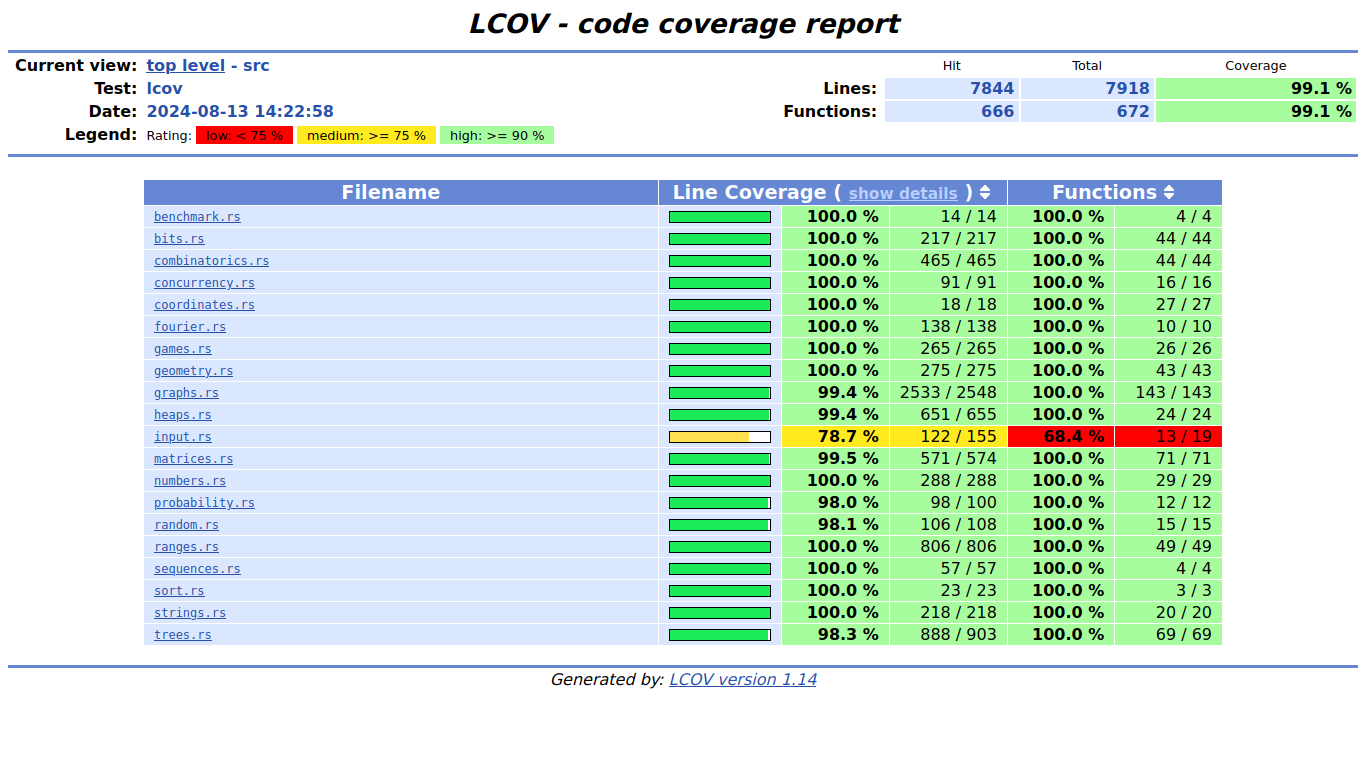 LCOV - code coverage report
Current view: top level - src
Hit Total Coverage
Test: lcov
Lines: 7844 7918 99.1 %
Date: 2024-08-13 14:22:58
Functions: 666 672 99.1 %
Legend: Rating: low: < 75 % medium: >= 75 % high: >= 90 %
Filename Line Coverage ( show details ) Functions
benchmark.rs 100.0 % 14 / 14 100.0 % 4 / 4
bits.rs 100.0 % 217 / 217 100.0 % 44 / 44
combinatorics.rs 100.0 % 465 / 465 100.0 % 44 / 44
concurrency.rs 100.0 % 91 / 91 100.0 % 16 / 16
coordinates.rs 100.0 % 18 / 18 100.0 % 27 / 27
fourier.rs 100.0 % 138 / 138 100.0 % 10 / 10
games.rs 100.0 % 265 / 265 100.0 % 26 / 26
geometry.rs 100.0 % 275 / 275 100.0 % 43 / 43
graphs.rs 99.4 % 2533 / 2548 100.0 % 143 / 143
heaps.rs 99.4 % 651 / 655 100.0 % 24 / 24
input.rs 78.7 % 122 / 155 68.4 % 13 / 19
matrices.rs 99.5 % 571 / 574 100.0 % 71 / 71
numbers.rs 100.0 % 288 / 288 100.0 % 29 / 29
probability.rs 98.0 % 98 / 100 100.0 % 12 / 12
random.rs 98.1 % 106 / 108 100.0 % 15 / 15
ranges.rs 100.0 % 806 / 806 100.0 % 49 / 49
sequences.rs 100.0 % 57 / 57 100.0 % 4 / 4
sort.rs 100.0 % 23 / 23 100.0 % 3 / 3
strings.rs 100.0 % 218 / 218 100.0 % 20 / 20
trees.rs 98.3 % 888 / 903 100.0 % 69 / 69
Generated by: LCOV version 1.14